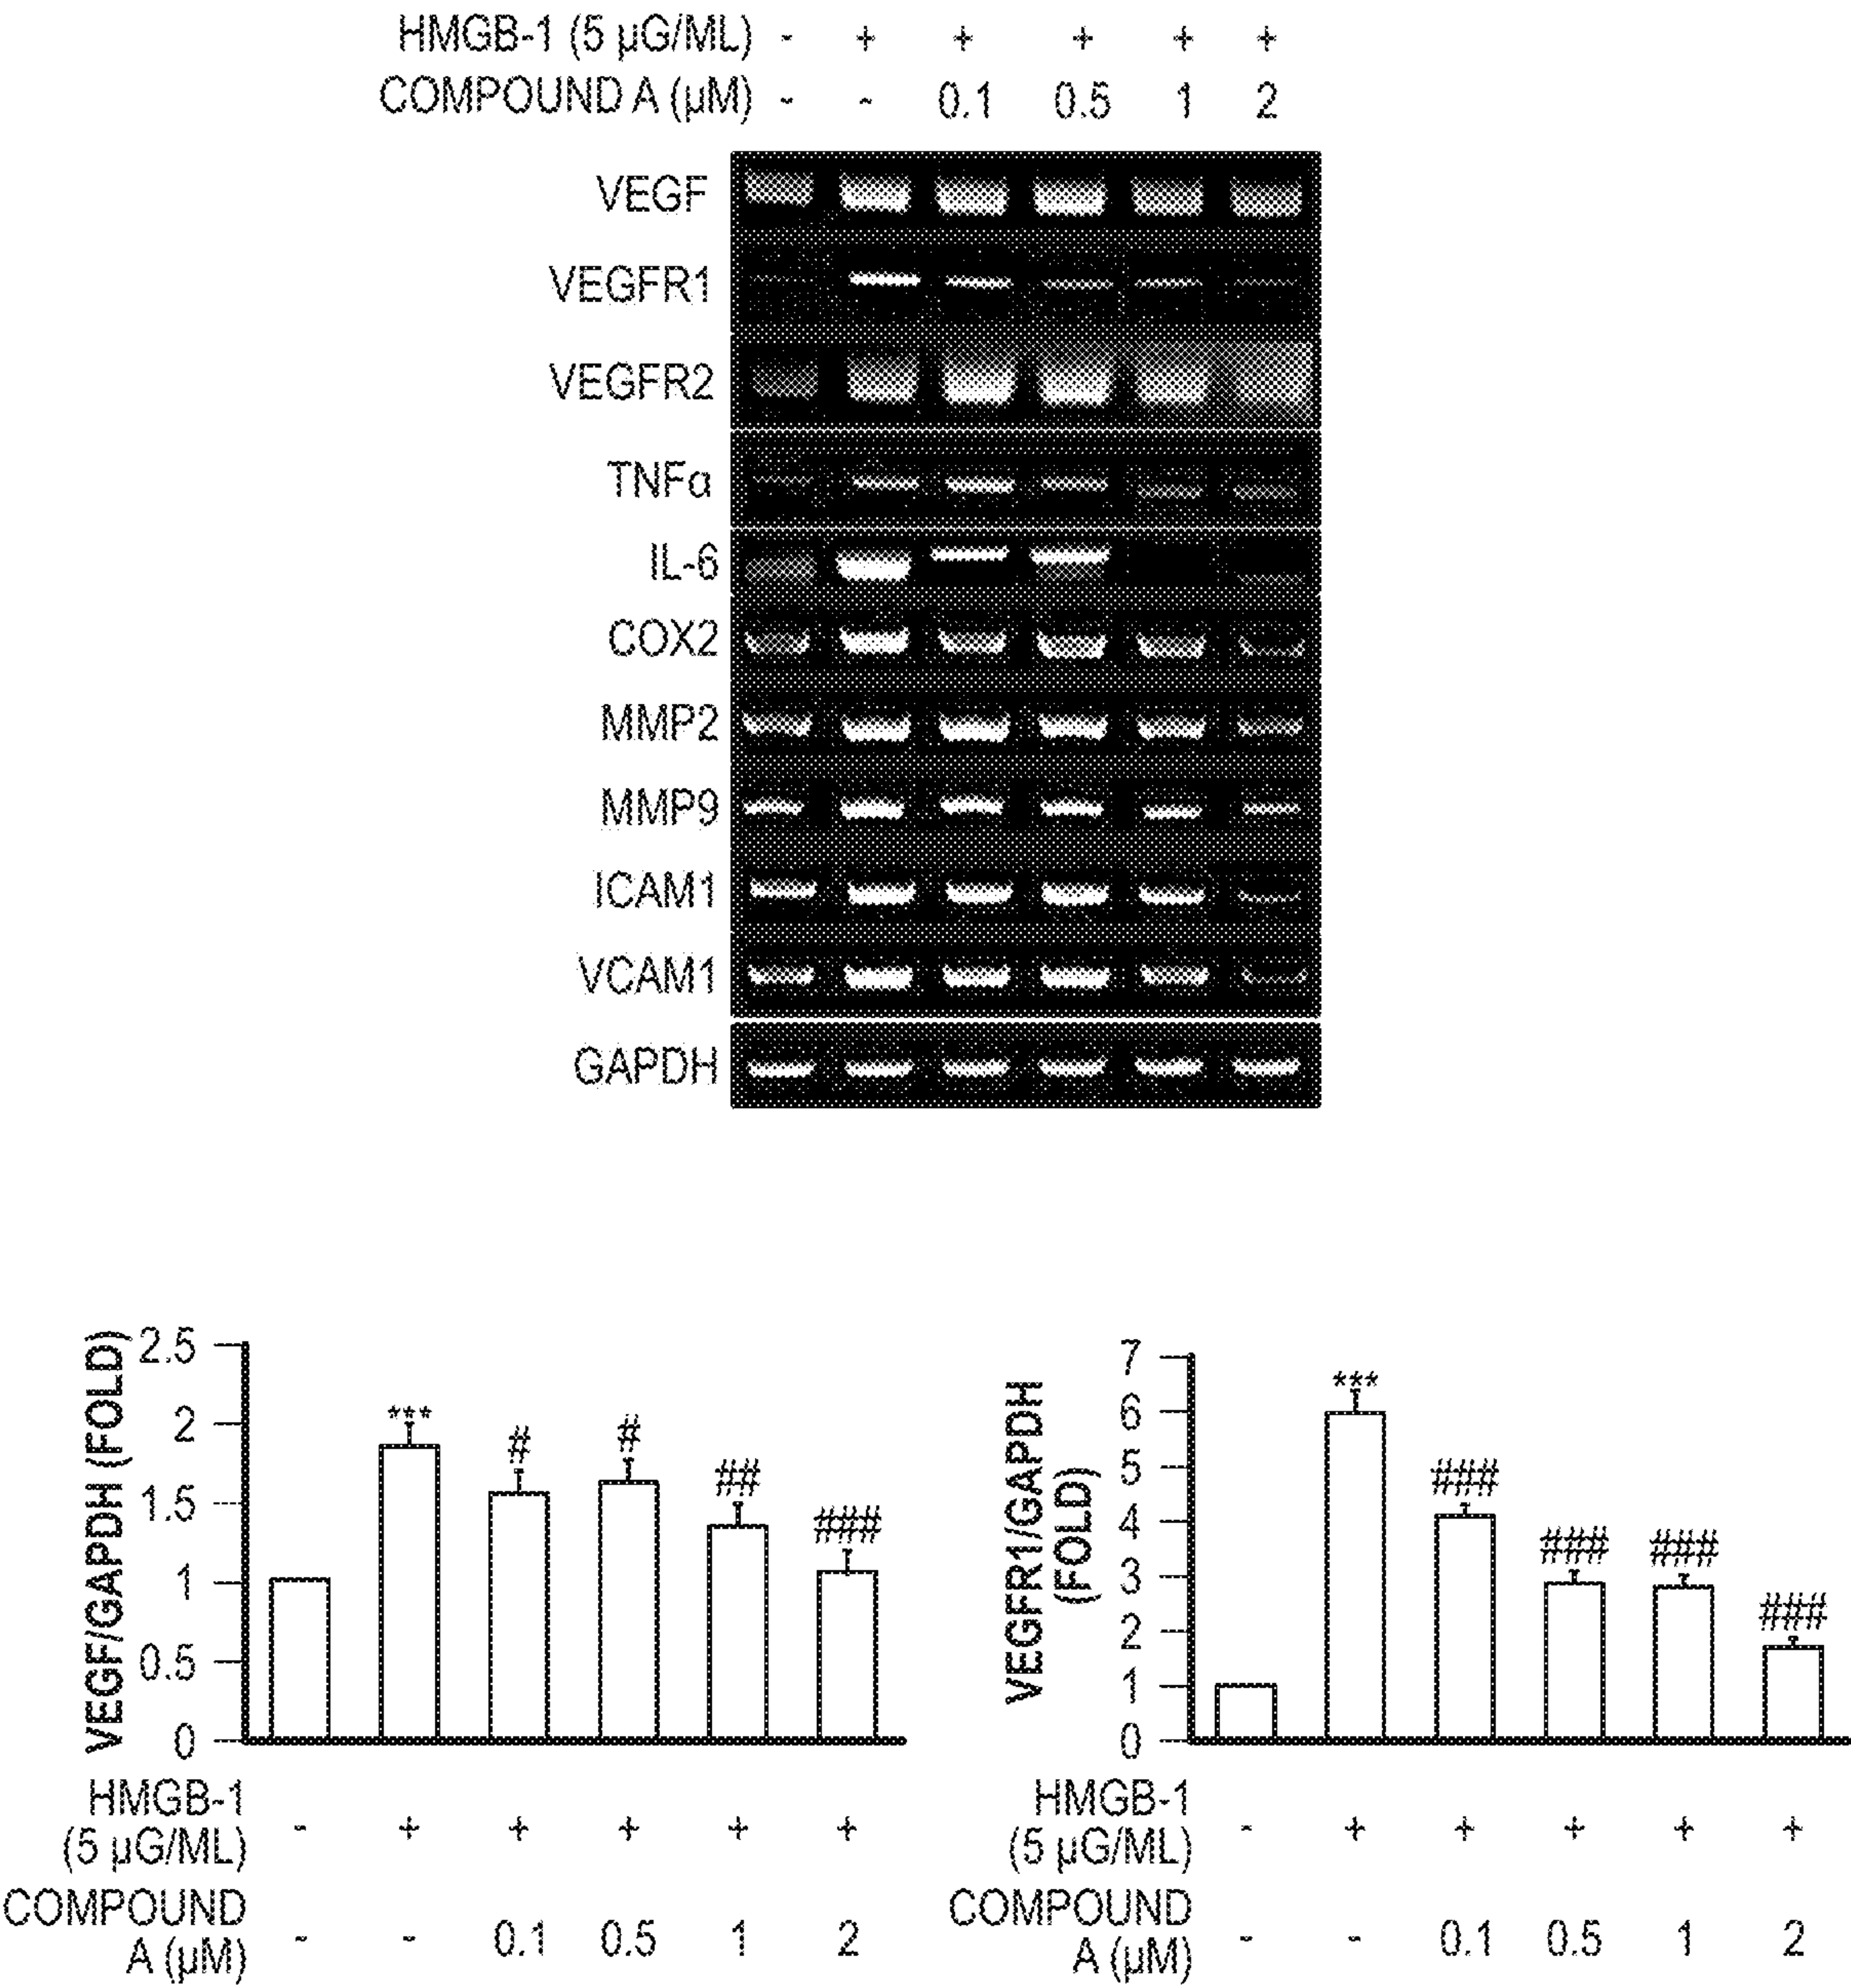 HMGB-1 (5 µG/ML) - + + + + +
COMPOUND A (µM) - - 0.1 0.5 1 2
VEGF
VEGFR1
VEGFR2
TNFα
IL-6
COX2
MMP2
MMP9
ICAM1
VCAM1
GAPDH
VEGF/GAPDH (FOLD)
2.5
2
1.5
1
0.5
0
***
#
#
##
###
HMGB-1
(5 µG/ML) - + + + + +
COMPOUND
A (µM) - - 0.1 0.5 1 2
VEGFR1/GAPDH
(FOLD)
7
6
5
4
3
2
1
0
***
###
###
###
###
HMGB-1
(5 µG/ML) - + + + + +
COMPOUND
A (µM) - - 0.1 0.5 1 2